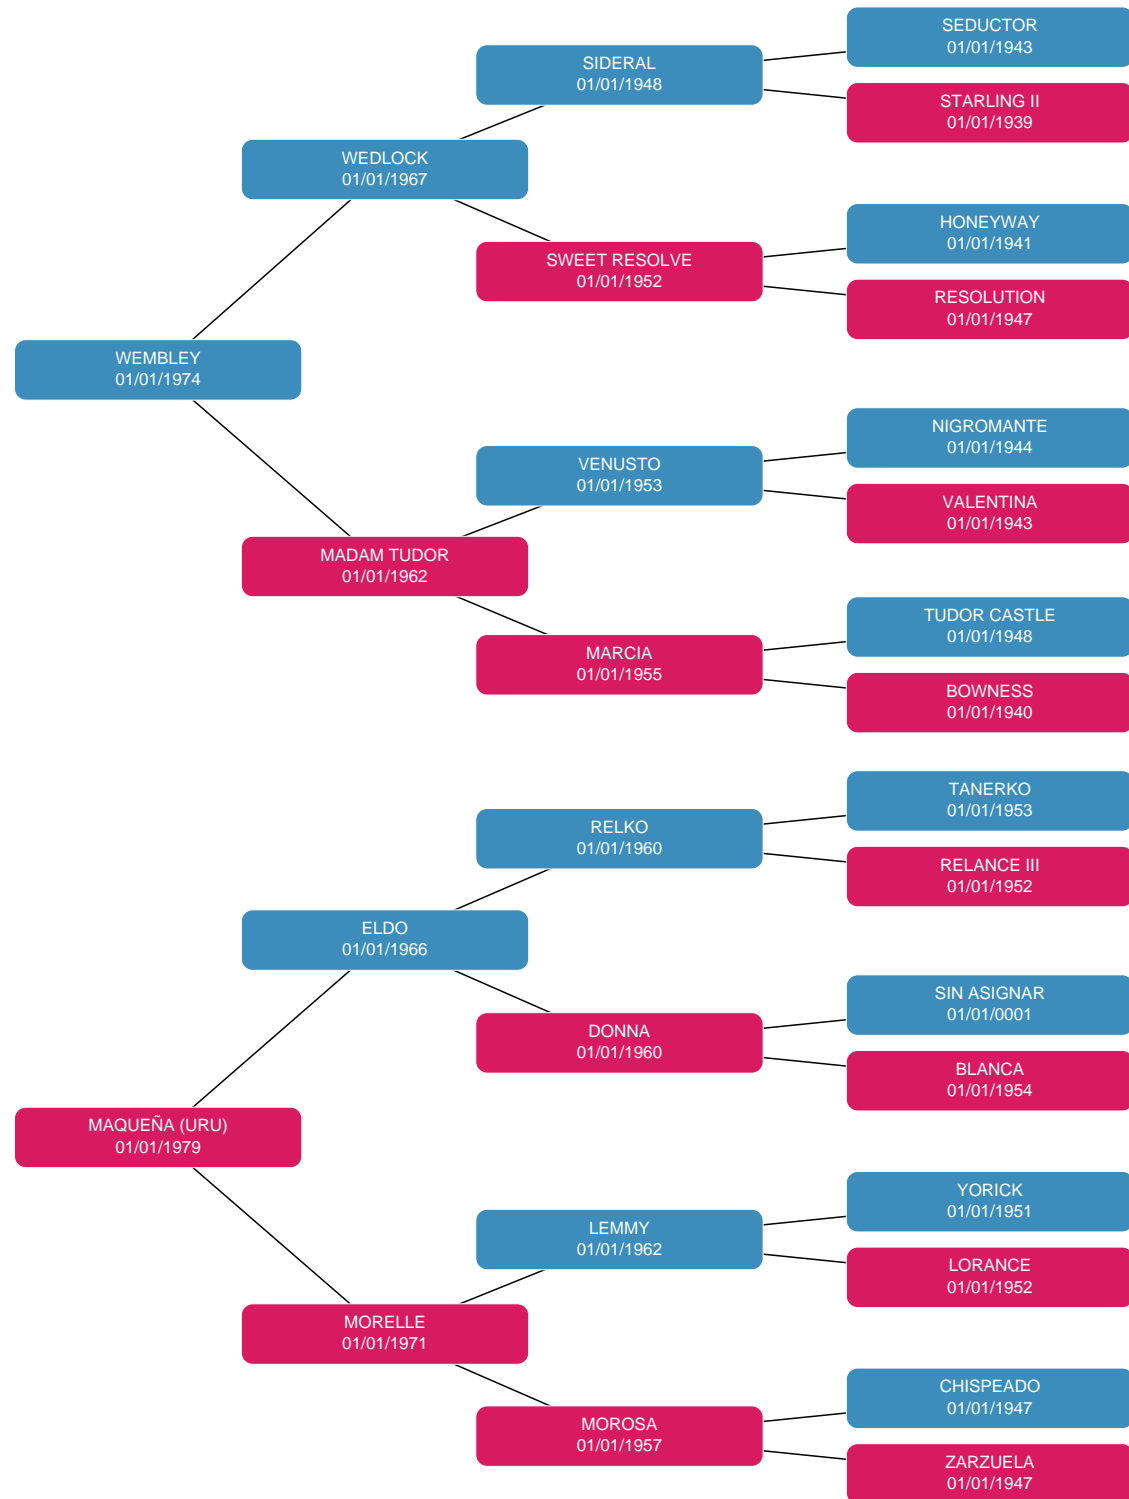 SEDUCTOR
01/01/1943
SIDERAL
01/01/1948
STARLING II
01/01/1939
WEDLOCK
01/01/1967
HONEYWAY
01/01/1941
SWEET RESOLVE
01/01/1952
RESOLUTION
01/01/1947
WEMBLEY
01/01/1974
NIGROMANTE
01/01/1944
VENUSTO
01/01/1953
VALENTINA
01/01/1943
MADAM TUDOR
01/01/1962
TUDOR CASTLE
01/01/1948
MARCIA
01/01/1955
BOWNESS
01/01/1940
TANERKO
01/01/1953
RELKO
01/01/1960
RELANCE III
01/01/1952
ELDO
01/01/1966
SIN ASIGNAR
01/01/0001
DONNA
01/01/1960
BLANCA
01/01/1954
MAQUEÑA (URU)
01/01/1979
YORICK
01/01/1951
LEMMY
01/01/1962
LORANCE
01/01/1952
MORELLE
01/01/1971
CHISPEADO
01/01/1947
MOROSA
01/01/1957
ZARZUELA
01/01/1947